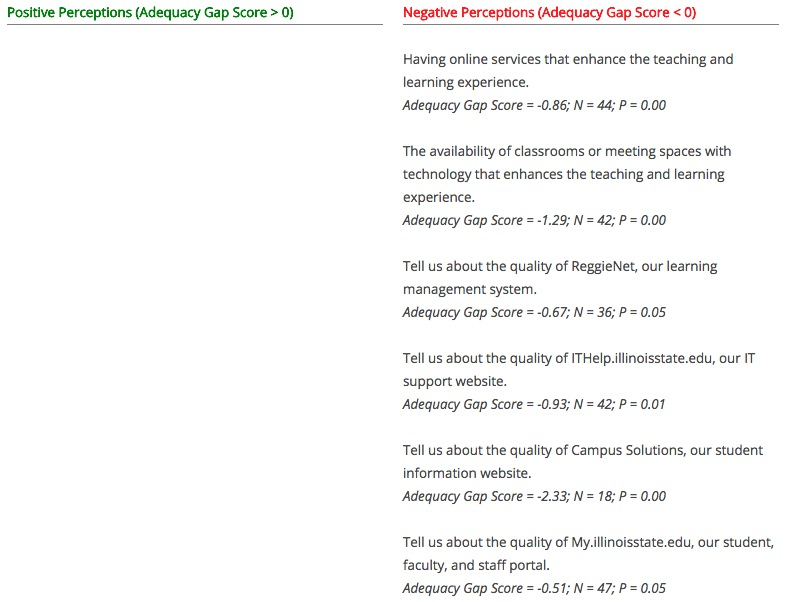 Positive Perceptions (Adequacy Gap Score > 0)
Negative Perceptions (Adequacy Gap Score < 0)
Having online services that enhance the teaching and
learning experience.
Adequacy Gap Score = -0.86; N = 44; P = 0.00
The availability of classrooms or meeting spaces with
technology that enhances the teaching and learning
experience.
Adequacy Gap Score = -1.29; N = 42; P = 0.00
Tell us about the quality of ReggieNet, our learning
management system.
Adequacy Gap Score = -0.67; N = 36; P = 0.05
Tell us about the quality of ITHelp.illinoisstate.edu, our IT
support website.
Adequacy Gap Score = -0.93; N = 42; P = 0.01
Tell us about the quality of Campus Solutions, our student
information website.
Adequacy Gap Score = -2.33; N = 18; P = 0.00
Tell us about the quality of My.illinoisstate.edu, our student,
faculty, and staff portal.
Adequacy Gap Score = -0.51; N = 47; P = 0.05